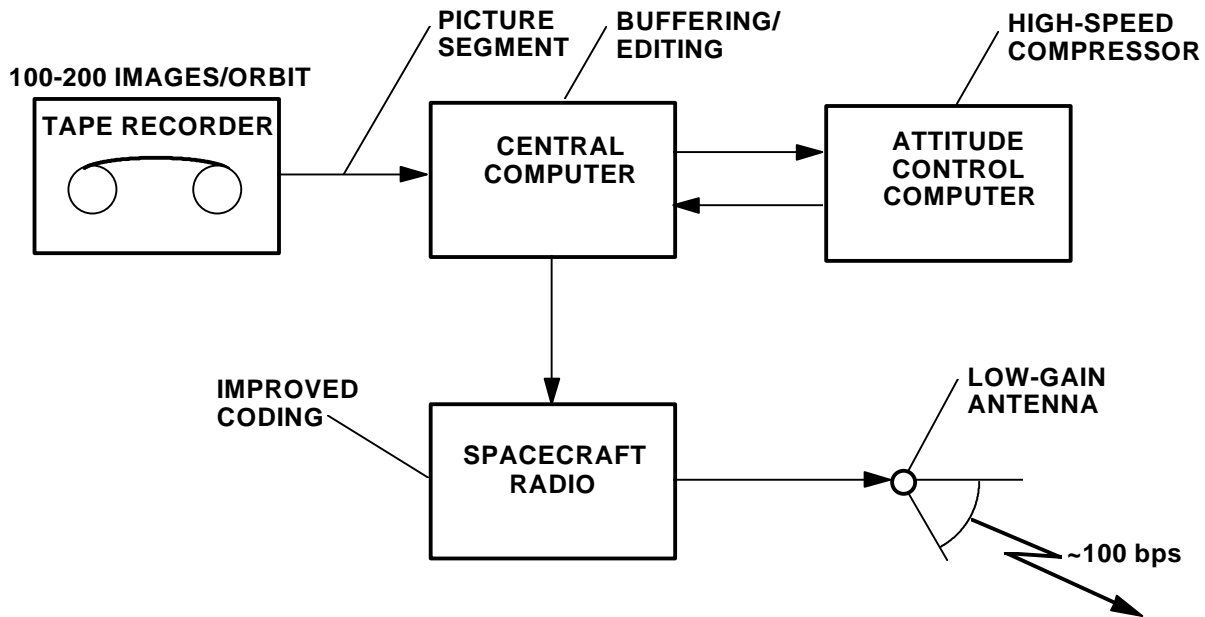 100-200 IMAGES/ORBIT
TAPE RECORDER
PICTURE
SEGMENT
BUFFERING/
EDITING
CENTRAL
COMPUTER
HIGH-SPEED
COMPRESSOR
ATTITUDE
CONTROL
COMPUTER
IMPROVED
CODING
SPACECRAFT
RADIO
LOW-GAIN
ANTENNA
~100 bps